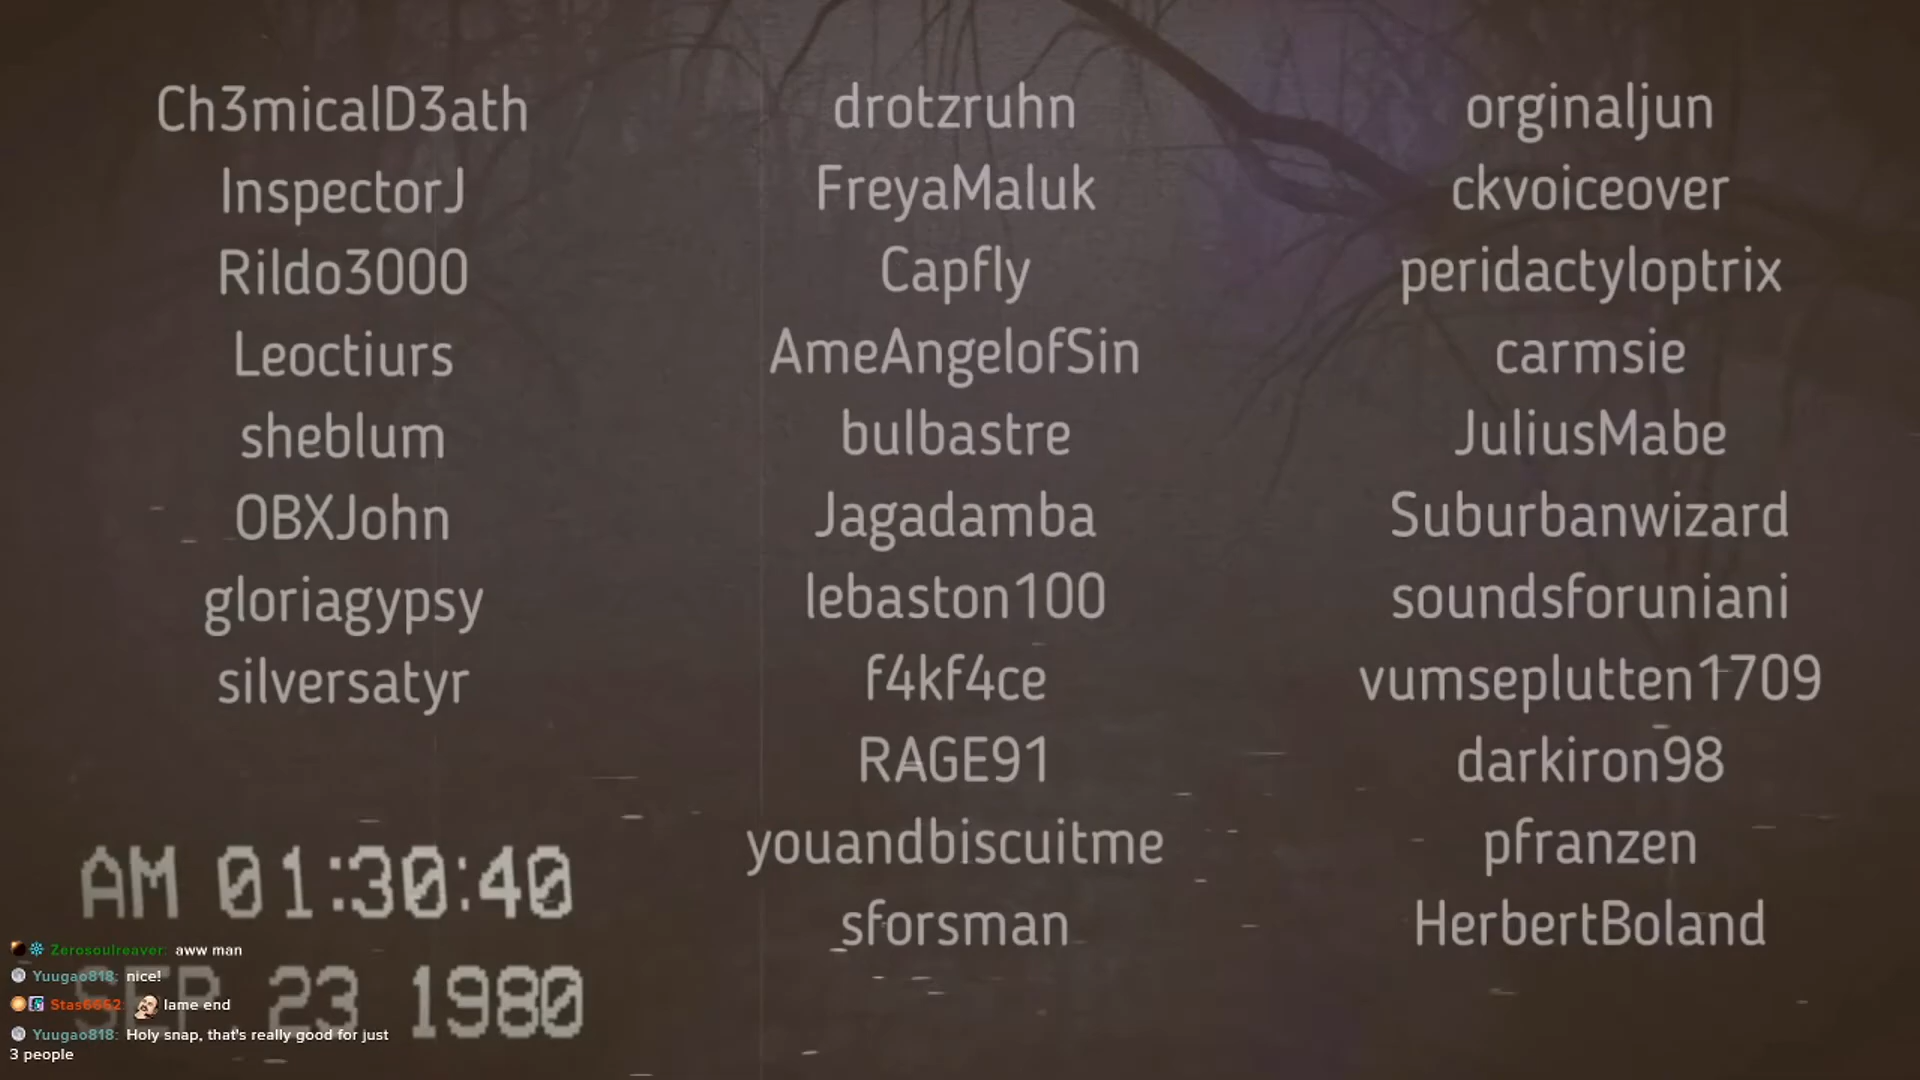 Ch3micalD3ath
InspectorJ
Rildo3000
Leoctiurs
sheblum
OBXJohn
gloriagypsy
silversatyr
drotzruhn
FreyaMaluk
Capfly
AmeAngelofSin
bulbastre
Jagadamba
lebaston100
f4kf4ce
RAGE91
youandbiscuitme
sforsman
orginaljun
ckvoiceover
peridactyloptrix
carmsie
JuliusMabe
Suburbanwizard
soundsforuniani
vumseplutten1709
darkiron98
pfranzen
HerbertBoland
AM 01:30:40
SEP. 23 1980
Zerosoulreaver: aww man
Yuugao818: nice!
Stas6662: lame end
Yuugao818: Holy snap, that's really good for just
3 people